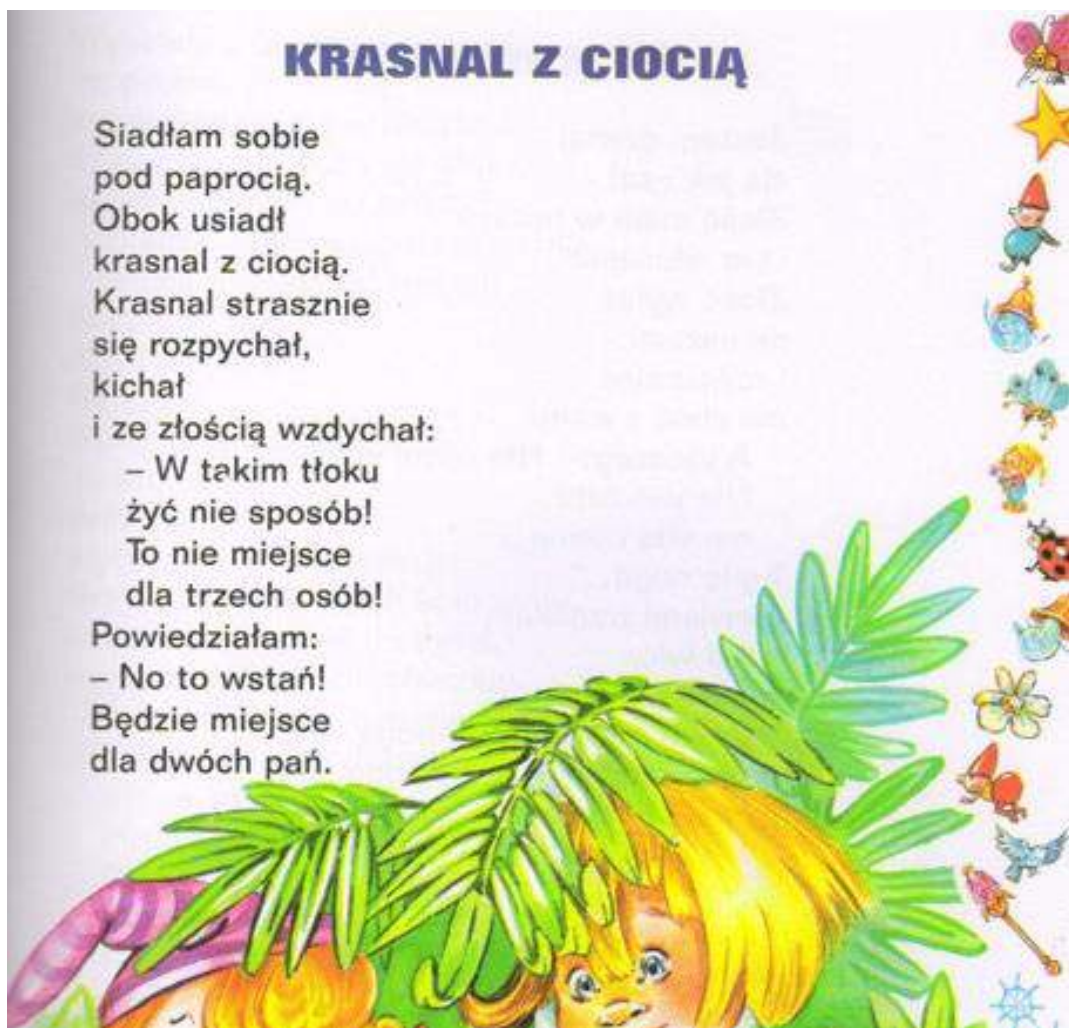 KRASNAL Z CIOCIĄ
Siadłam sobie
pod paprocią.
Obok usiadł
krasnal z ciocią.
Krasnal strasznie
się rozpychał,
kichał
i ze złością wzdychał:
– W takim tłoku
żyć nie sposób!
To nie miejsce
dla trzech osób!
Powiedziałam:
– No to wstań!
Będzie miejsce
dla dwóch pań.